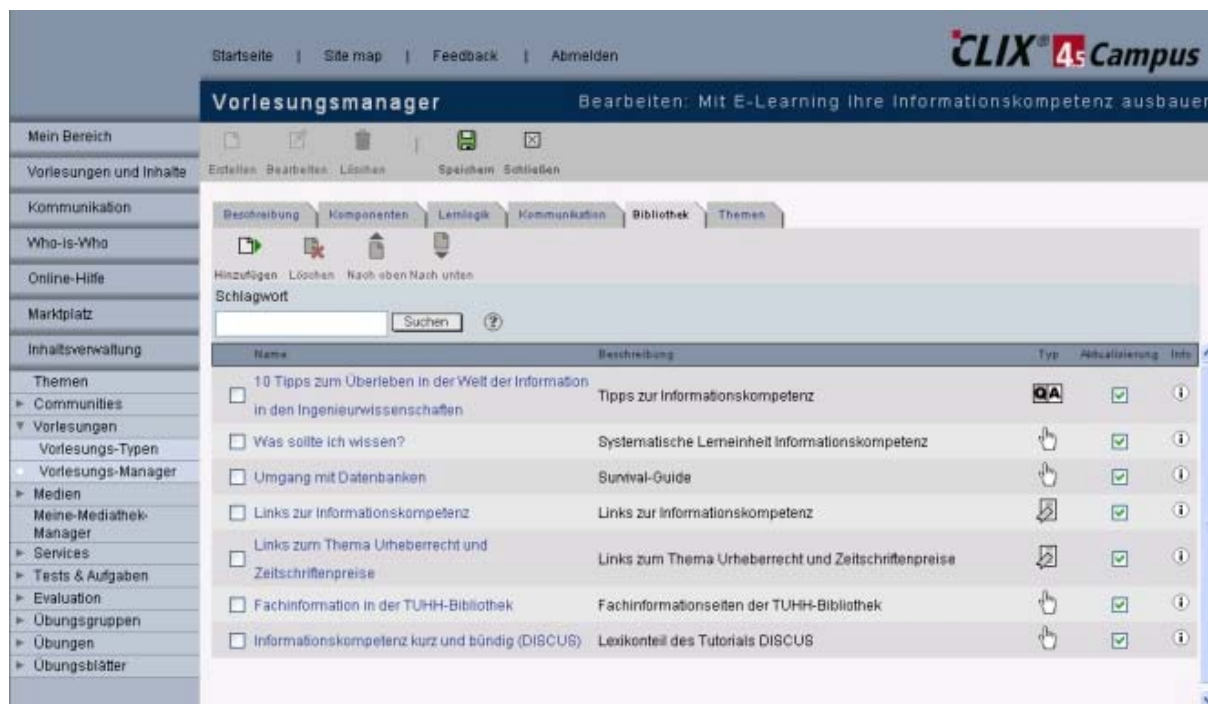 Startseite | Site map | Feedback | Abmelden
CLIX® 4s Campus
Vorlesungsmanager
Bearbeiten: Mit E-Learning Ihre Informationskompetenz ausbauer
Mein Bereich
Vorlesungen und Inhalte
Kommunikation
Who-is-Who
Online-Hilfe
Marktplatz
Inhaltsverwaltung
Themen
Communities
Vorlesungen
Vorlesungs-Typen
Vorlesungs-Manager
Medien
Meine-Mediathek-
Manager
Services
Tests & Aufgaben
Evaluation
Übungsgruppen
Übungen
Übungsblätter
Erstellen Bearbeiten Löschen Speichern Schließen
Beschreibung Komponenten Lernlogik Kommunikation Bibliothek Themen
Hinzufügen Löschen Nach oben Nach unten
Schlagwort
Suchen ?
Name Beschreibung Typ Aktualisierung Info
10 Tipps zum Überleben in der Welt der Information
in den Ingenieurwissenschaften
Tipps zur Informationskompetenz QA
Was sollte ich wissen? Systematische Lerneinheit Informationskompetenz
Umgang mit Datenbanken Survival-Guide
Links zur Informationskompetenz Links zur Informationskompetenz
Links zum Thema Urheberrecht und
Zeitschriftenpreise
Links zum Thema Urheberrecht und Zeitschriftenpreise
Fachinformation in der TUHH-Bibliothek Fachinformationseiten der TUHH-Bibliothek
Informationskompetenz kurz und bündig (DISCUS) Lexikonteil des Tutorials DISCUS